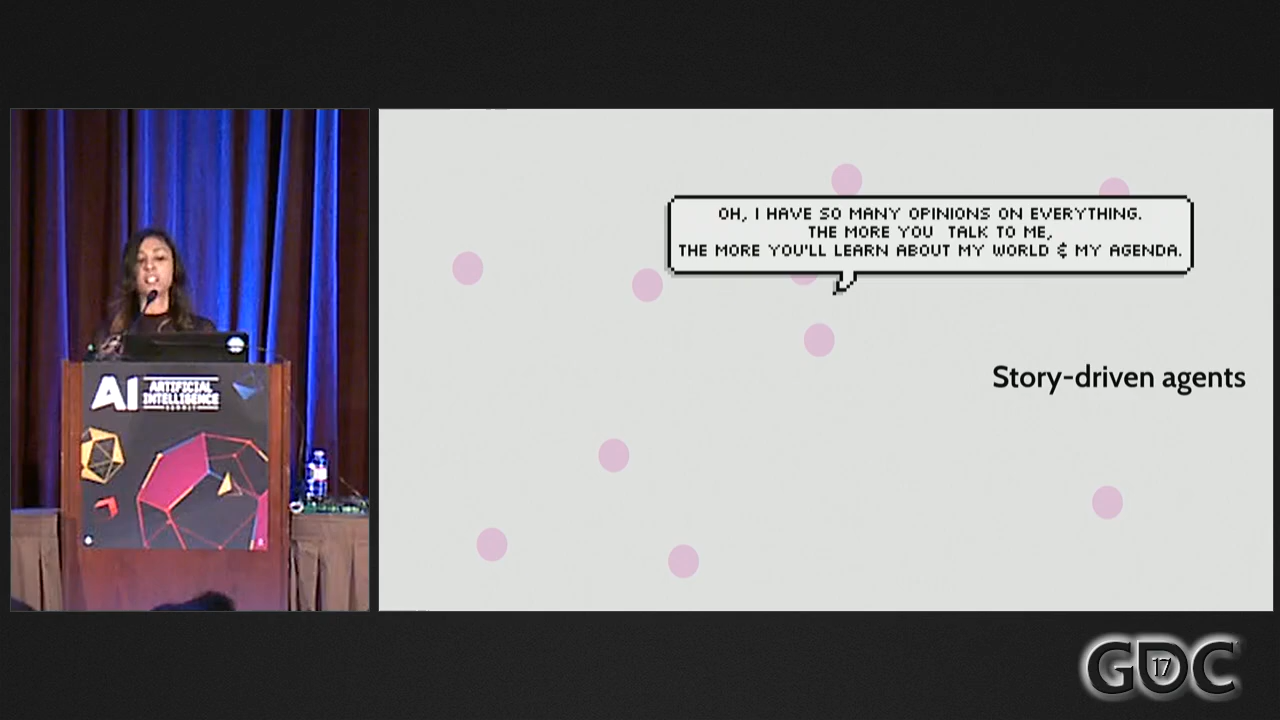 AI ARTIFICIAL
INTELLIGENCE
SUMMIT
OH, I HAVE SO MANY OPINIONS ON EVERYTHING.
THE MORE YOU TALK TO ME,
THE MORE YOU'LL LEARN ABOUT MY WORLD & MY AGENDA.
Story-driven agents
GDC
17